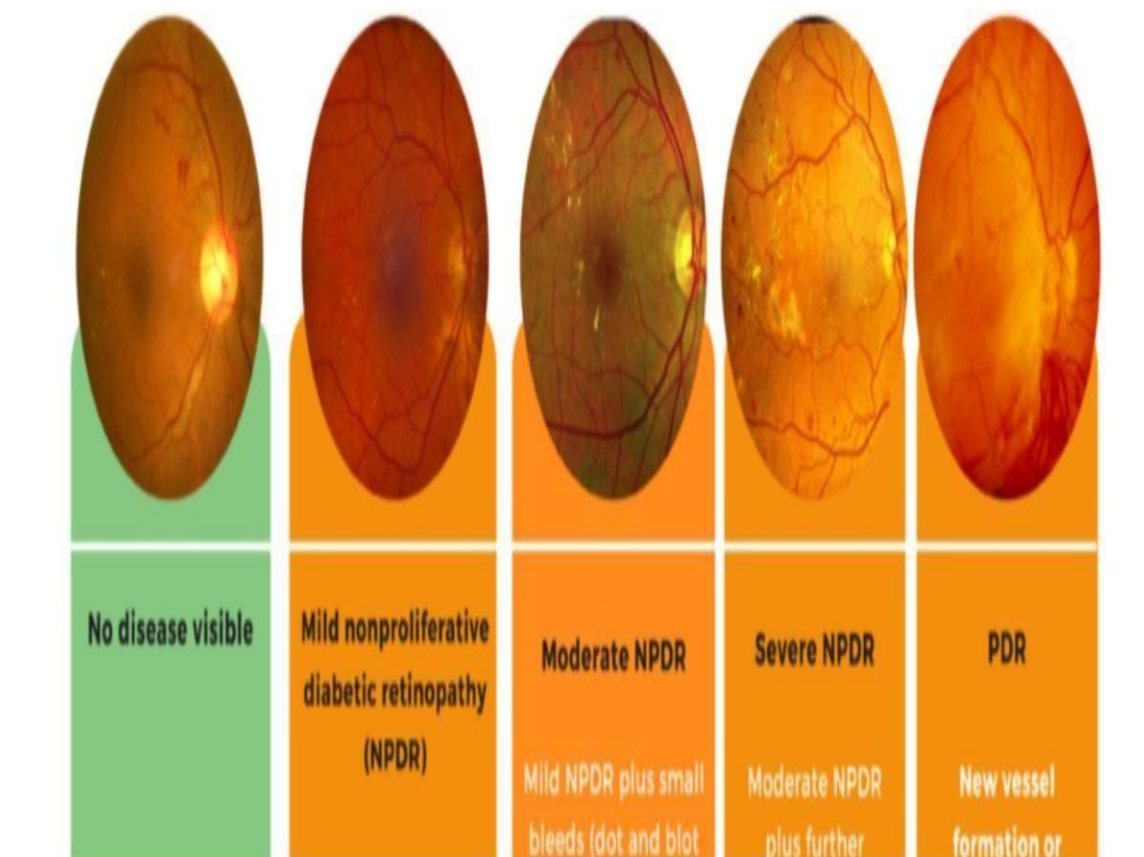 No disease visible
Mild nonproliferative
diabetic retinopathy
(NPDR)
Moderate NPDR
Mild NPDR plus small
bleeds (dot and blot
Severe NPDR
Moderate NPDR
plus further
PDR
New vessel
formation or